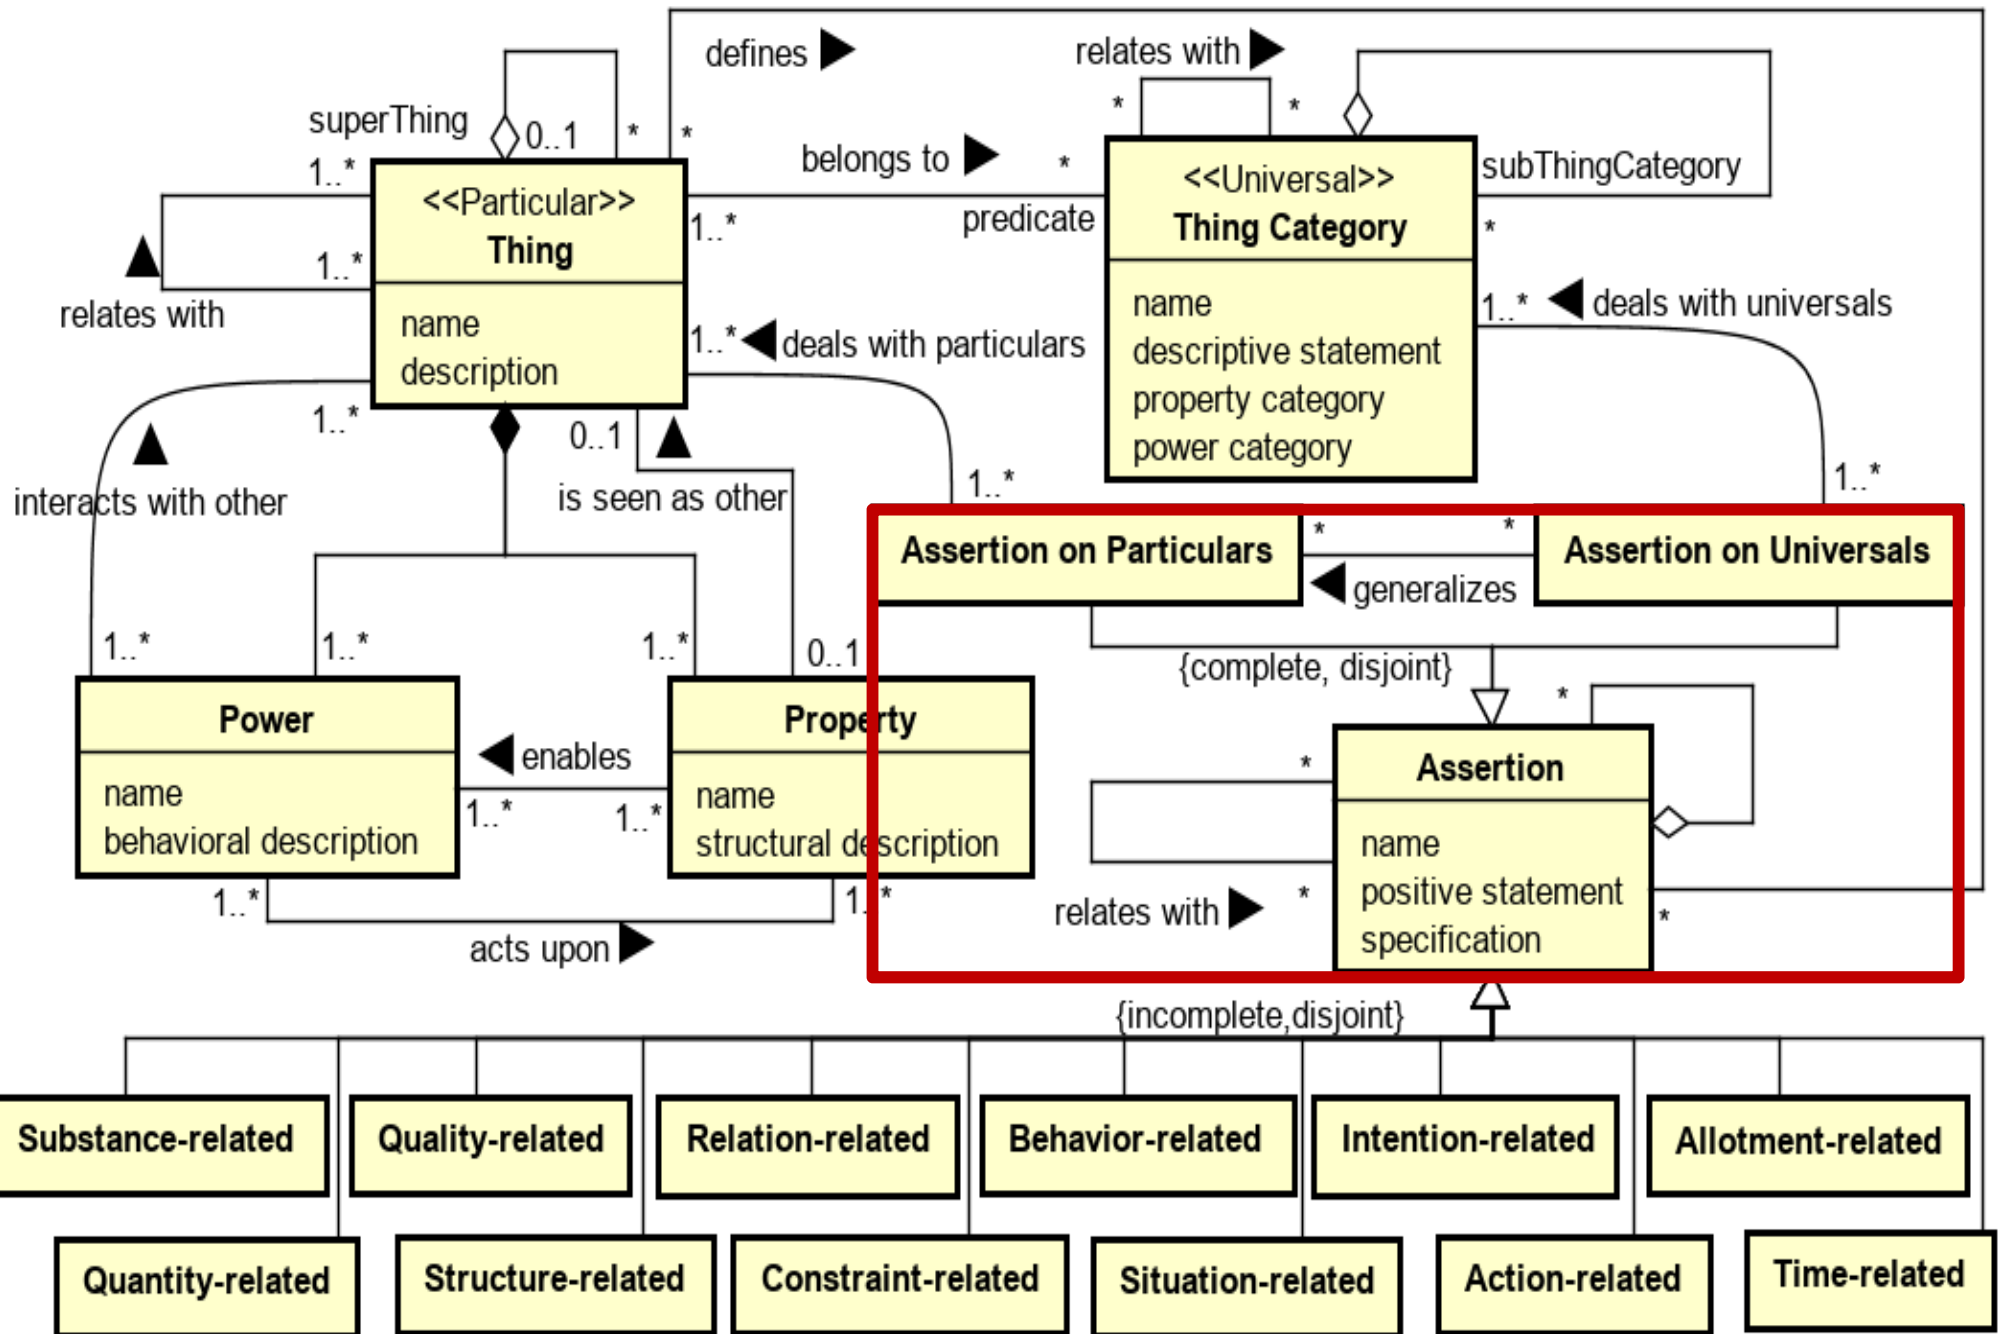 defines
relates with
* *
superThing
0..1 * *
1..*
belongs to *
<<Particular>>
Thing
1..*
predicate
<<Universal>>
Thing Category
subThingCategory
*
1..*
relates with
name
description
1..* deals with particulars
name
descriptive statement
property category
power category
1..* deals with universals
1..*
0..1
interacts with other
is seen as other
1..*
1..*
Assertion on Particulars
* *
generalizes
Assertion on Universals
{complete, disjoint}
1..* 1..* 1..* 0..1
Power
name
behavioral description
enables
1..* 1..*
Property
name
structural description
1..* 1..*
acts upon
*
*
Assertion
name
positive statement
specification
relates with *
*
{incomplete,disjoint}
Substance-related
Quality-related
Relation-related
Behavior-related
Intention-related
Allotment-related
Quantity-related
Structure-related
Constraint-related
Situation-related
Action-related
Time-related